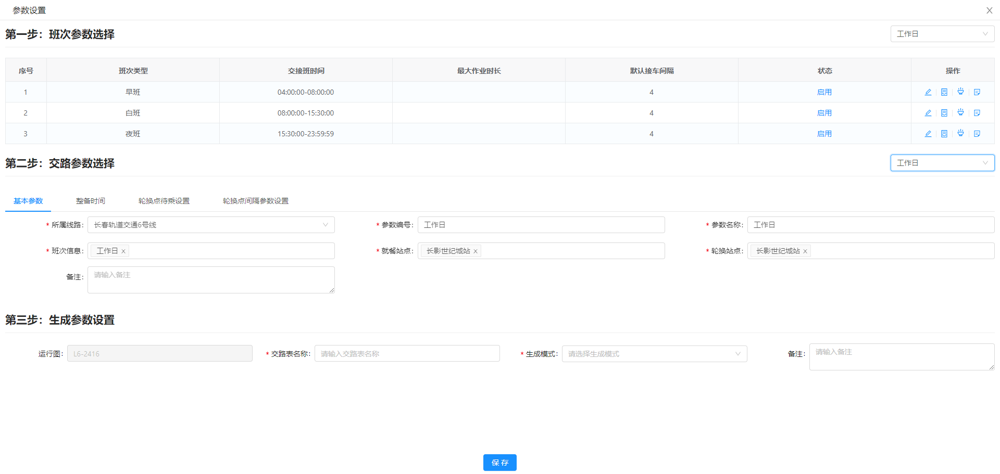 参数设置
第一步：班次参数选择
工作日
序号 班次类型 交接班时间 最大作业时长 默认接车间隔 状态 操作
1 早班 04:00:00-08:00:00 4 启用
2 白班 08:00:00-15:30:00 4 启用
3 夜班 15:30:00-23:59:59 4 启用
第二步：交路参数选择
工作日
基本参数 整备时间 轮换点待乘设置 轮换点间隔参数设置
* 所属线路： 长春轨道交通6号线 * 参数编号： 工作日 * 参数名称： 工作日
* 班次信息： 工作日 x * 就餐站点： 长影世纪城站 x * 轮换站点： 长影世纪城站 x
备注： 请输入备注
第三步：生成参数设置
运行图： L6-2416 * 交路表名称： 请输入交路表名称 * 生成模式： 请选择生成模式 备注： 请输入备注
保 存